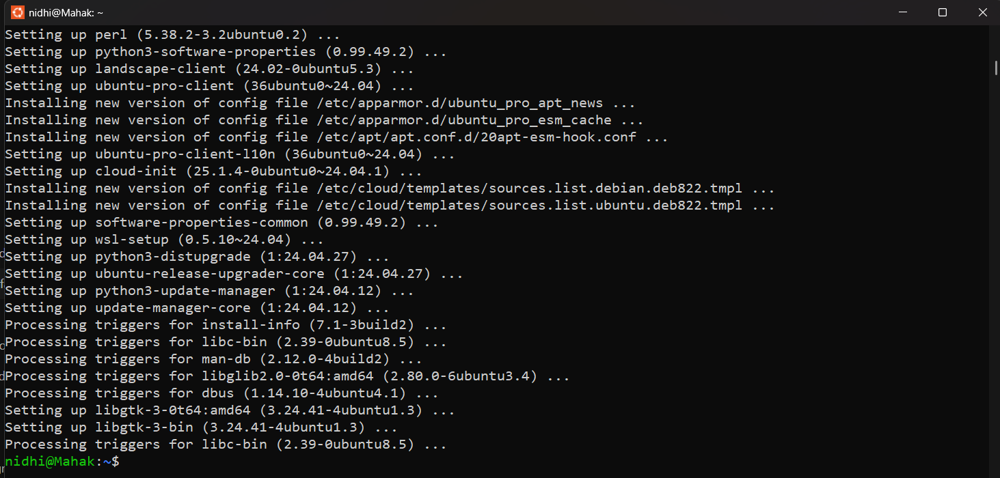 nidhi@Mahak: ~
Setting up perl (5.38.2-3.2ubuntu0.2) ...
Setting up python3-software-properties (0.99.49.2) ...
Setting up landscape-client (24.02-0ubuntu5.3) ...
Setting up ubuntu-pro-client (36ubuntu0~24.04) ...
Installing new version of config file /etc/apparmor.d/ubuntu_pro_apt_news ...
Installing new version of config file /etc/apparmor.d/ubuntu_pro_esm_cache ...
Installing new version of config file /etc/apt/apt.conf.d/20apt-esm-hook.conf ...
Setting up ubuntu-pro-client-l10n (36ubuntu0~24.04) ...
Setting up cloud-init (25.1.4-0ubuntu0~24.04.1) ...
Installing new version of config file /etc/cloud/templates/sources.list.debian.deb822.tmpl ...
Installing new version of config file /etc/cloud/templates/sources.list.ubuntu.deb822.tmpl ...
Setting up software-properties-common (0.99.49.2) ...
Setting up wsl-setup (0.5.10~24.04) ...
Setting up python3-distupgrade (1:24.04.27) ...
Setting up ubuntu-release-upgrader-core (1:24.04.27) ...
Setting up python3-update-manager (1:24.04.12) ...
Setting up update-manager-core (1:24.04.12) ...
Processing triggers for install-info (7.1-3build2) ...
Processing triggers for libc-bin (2.39-0ubuntu8.5) ...
Processing triggers for man-db (2.12.0-4build2) ...
Processing triggers for libglib2.0-0t64:amd64 (2.80.0-6ubuntu3.4) ...
Processing triggers for dbus (1.14.10-4ubuntu4.1) ...
Setting up libgtk-3-0t64:amd64 (3.24.41-4ubuntu1.3) ...
Setting up libgtk-3-bin (3.24.41-4ubuntu1.3) ...
Processing triggers for libc-bin (2.39-0ubuntu8.5) ...
nidhi@Mahak:~$